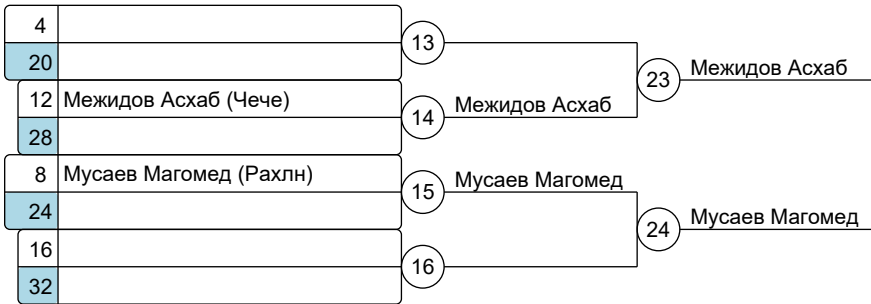 4
13
20
23 Межидов Асхаб
12 Межидов Асхаб (Чече)
14 Межидов Асхаб
28
8 Мусаев Магомед (Рахлн)
15 Мусаев Магомед
24
24 Мусаев Магомед
16
16
32